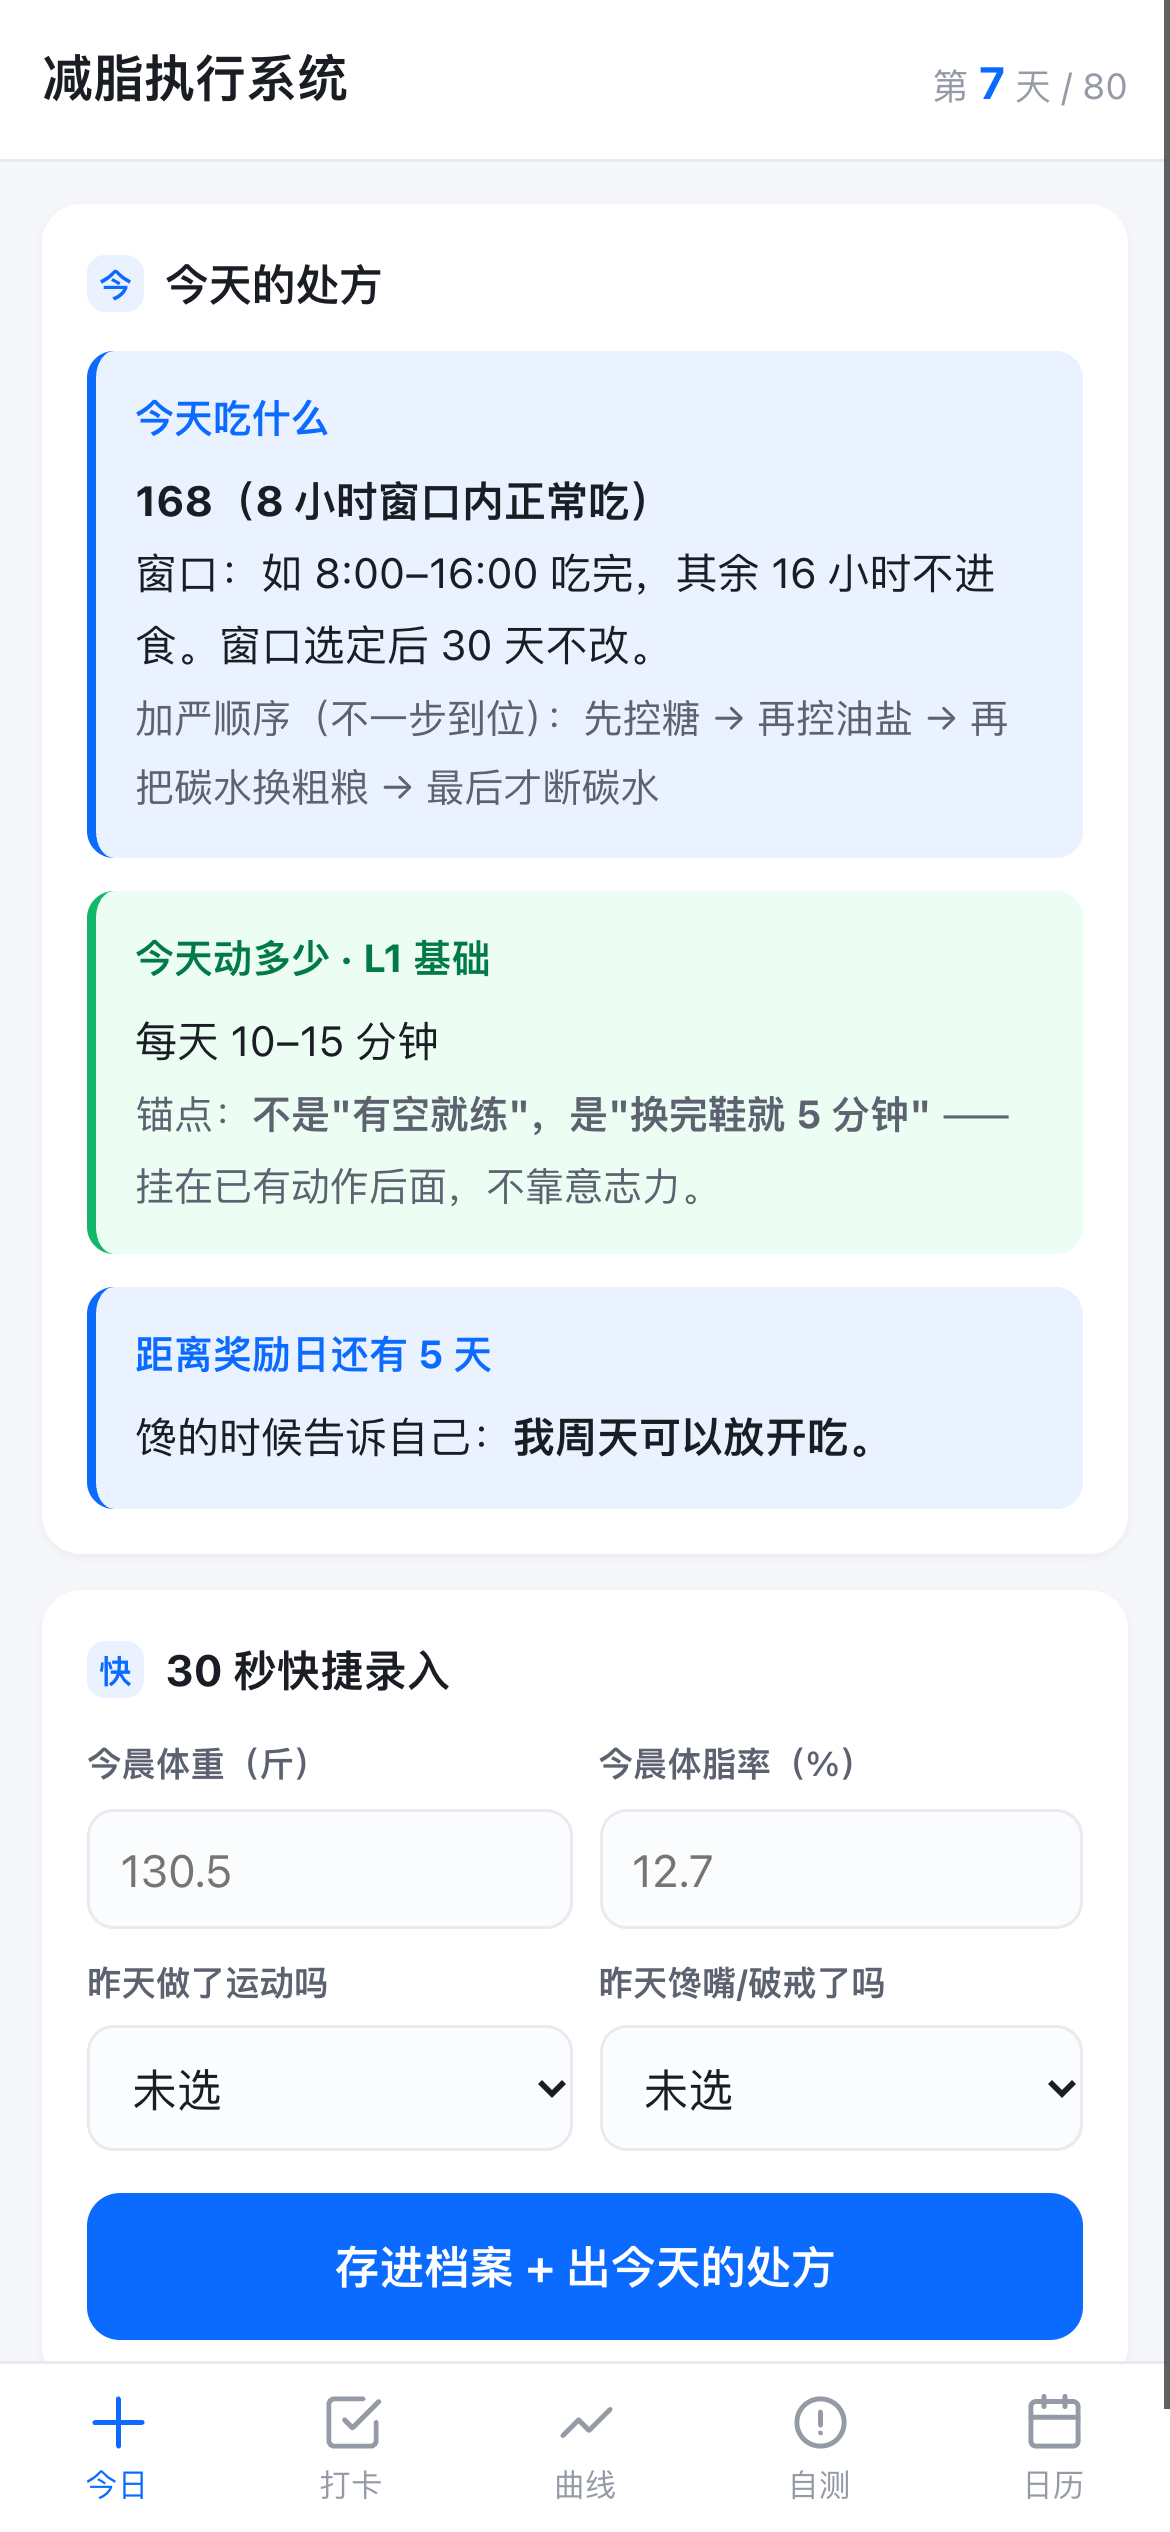 减脂执行系统
第 7 天 / 80
今 今天的处方
今天吃什么
168（8 小时窗口内正常吃）
窗口：如 8:00–16:00 吃完，其余 16 小时不进
食。窗口选定后 30 天不改。
加严顺序（不一步到位）：先控糖 → 再控油盐 → 再
把碳水换粗粮 → 最后才断碳水
今天动多少 · L1 基础
每天 10–15 分钟
锚点：不是"有空就练"，是"换完鞋就 5 分钟" ——
挂在已有动作后面，不靠意志力。
距离奖励日还有 5 天
馋的时候告诉自己：我周天可以放开吃。
快 30 秒快捷录入
今晨体重（斤） 今晨体脂率（%）
130.5 12.7
昨天做了运动吗 昨天馋嘴/破戒了吗
未选 未选
存进档案 + 出今天的处方
今日 打卡 曲线 自测 日历